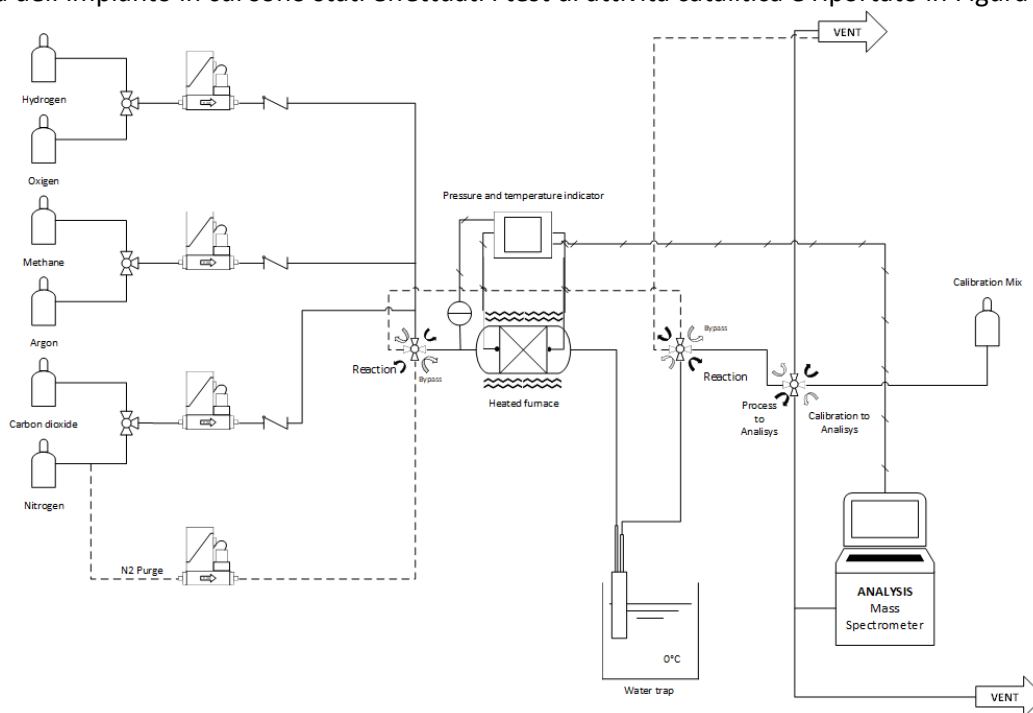 dell'impianto in cui sono stati effettuati i test di attività catalitica è riportato in Figura
VENT
Hydrogen
Oxigen
Pressure and temperature indicator
Methane
Calibration Mix
Argon
Bypass
Reaction
Bypass
Reaction
Heated furnace
Carbon dioxide
Process
to
Analisys
Calibration to
Analisys
Nitrogen
N2 Purge
ANALYSIS
Mass
Spectrometer
0°C
Water trap
VENT